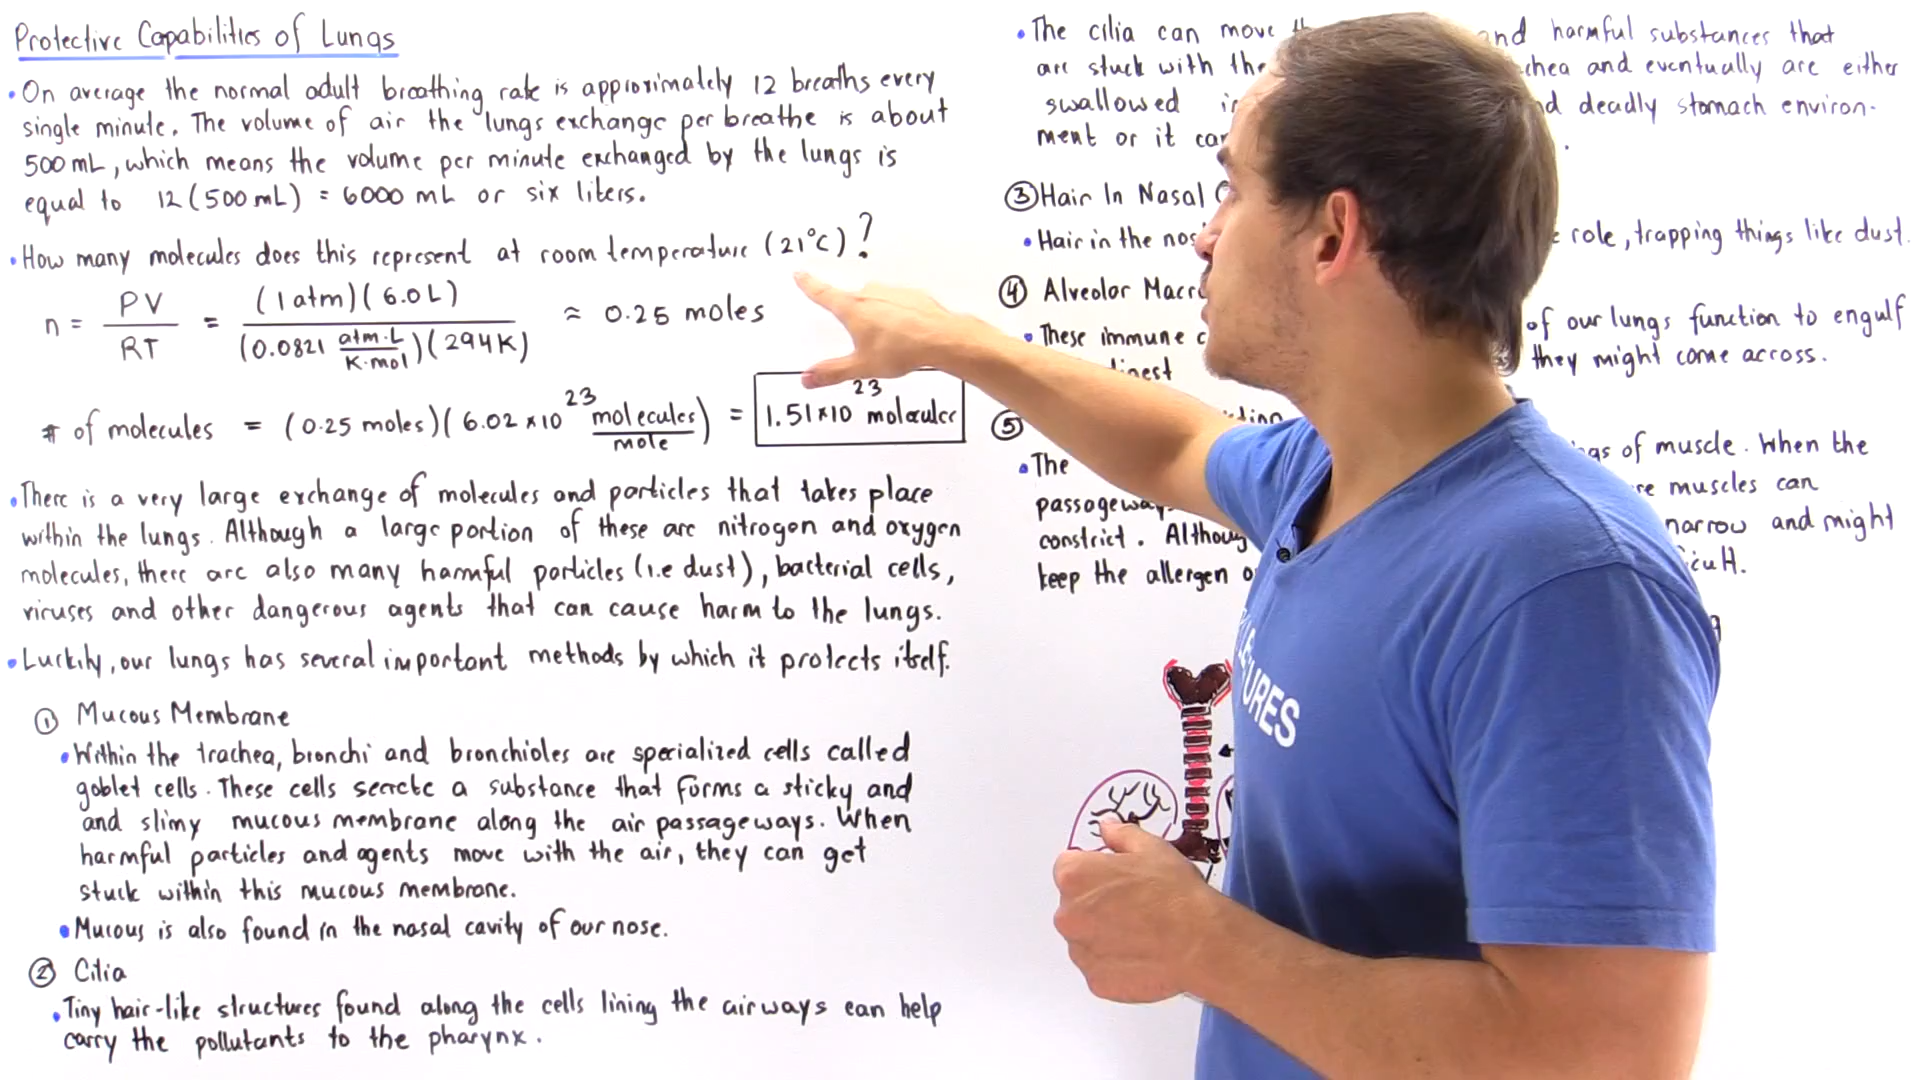 Protective Capabilities of Lungs
• On average the normal adult breathing rate is approximately 12 breaths every
single minute. The volume of air the lungs exchange per breathe is about
500 mL, which means the volume per minute exchanged by the lungs is
equal to 12 (500 mL) = 6000 mL or six liters.
• How many molecules does this represent at room temperature (21°C)?
n = PV / RT = (1 atm)(6.0 L) / (0.0821 atm·L / K·mol)(294 K) ≈ 0.25 moles
# of molecules = (0.25 moles)(6.02 × 10^23 molecules / mole) = 1.51 × 10^23 molecules
• There is a very large exchange of molecules and particles that takes place
within the lungs. Although a large portion of these are nitrogen and oxygen
molecules, there are also many harmful particles (i.e dust), bacterial cells,
viruses and other dangerous agents that can cause harm to the lungs.
• Luckily, our lungs has several important methods by which it protects itself.
① Mucous Membrane
• Within the trachea, bronchi and bronchioles are specialized cells called
goblet cells. These cells secrete a substance that forms a sticky and
and slimy mucous membrane along the air passageways. When
harmful particles and agents move with the air, they can get
stuck within this mucous membrane.
• Mucous is also found in the nasal cavity of our nose.
② Cilia
• Tiny hair-like structures found along the cells lining the airways can help
carry the pollutants to the pharynx.
• The cilia can move and harmful substances that
are stuck with the and eventually are either
swallowed deadly stomach environ-
ment or it
③ Hair In Nasal
• Hair in the role, trapping things like dust.
④ Alveolar
• These immune of our lungs function to engulf
they might come across.
⑤
• The of muscle. When the
muscles can
narrow and might
constrict.
keep the allergen